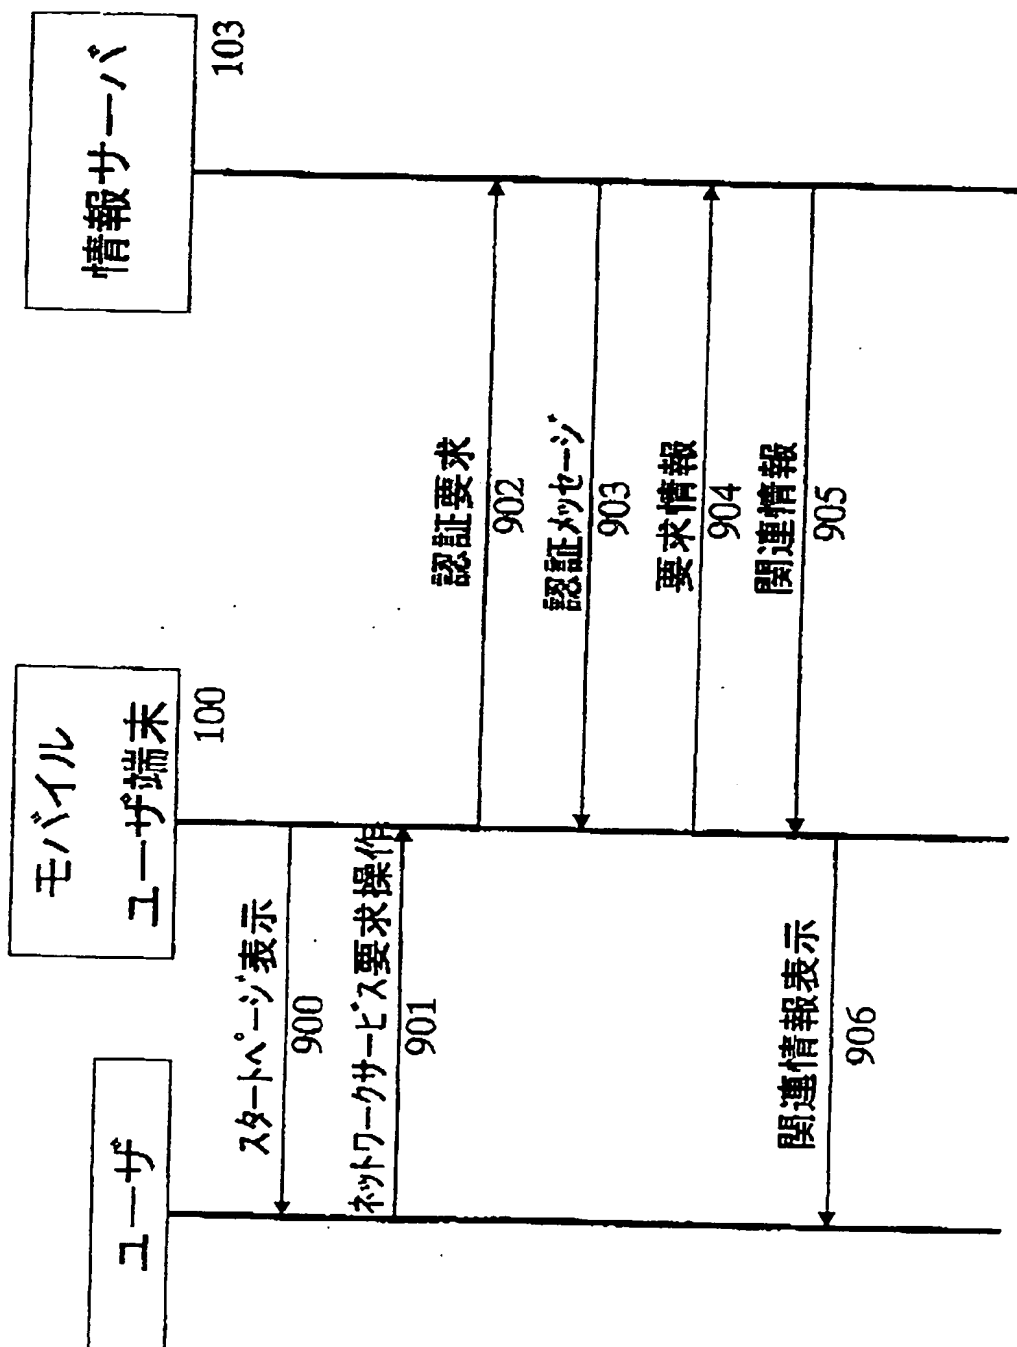 ユーザ
モバイル
ユーザ端末
100
情報サーバ
103
スタートページ表示
900
ネットワークサービス要求操作
901
認証要求
902
認証メッセージ
903
要求情報
904
関連情報
905
関連情報表示
906